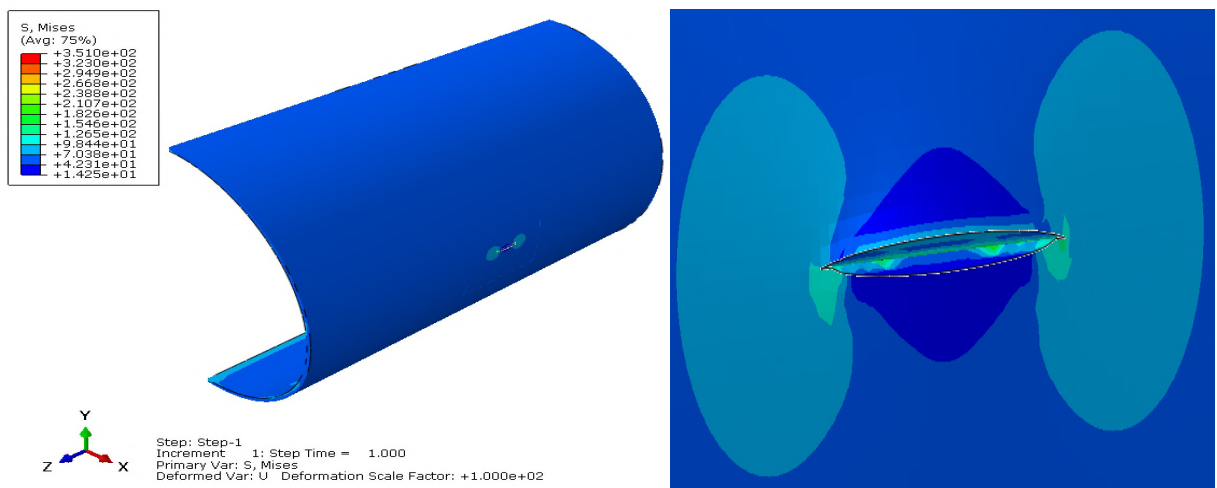 S, Mises
(Avg: 75%)
+3.510e+02
+3.230e+02
+2.949e+02
+2.668e+02
+2.388e+02
+2.107e+02
+1.826e+02
+1.546e+02
+1.265e+02
+9.844e+01
+7.038e+01
+4.231e+01
+1.425e+01
Y
Z X
Step: Step-1
Increment 1: Step Time = 1.000
Primary Var: S, Mises
Deformed Var: U Deformation Scale Factor: +1.000e+02